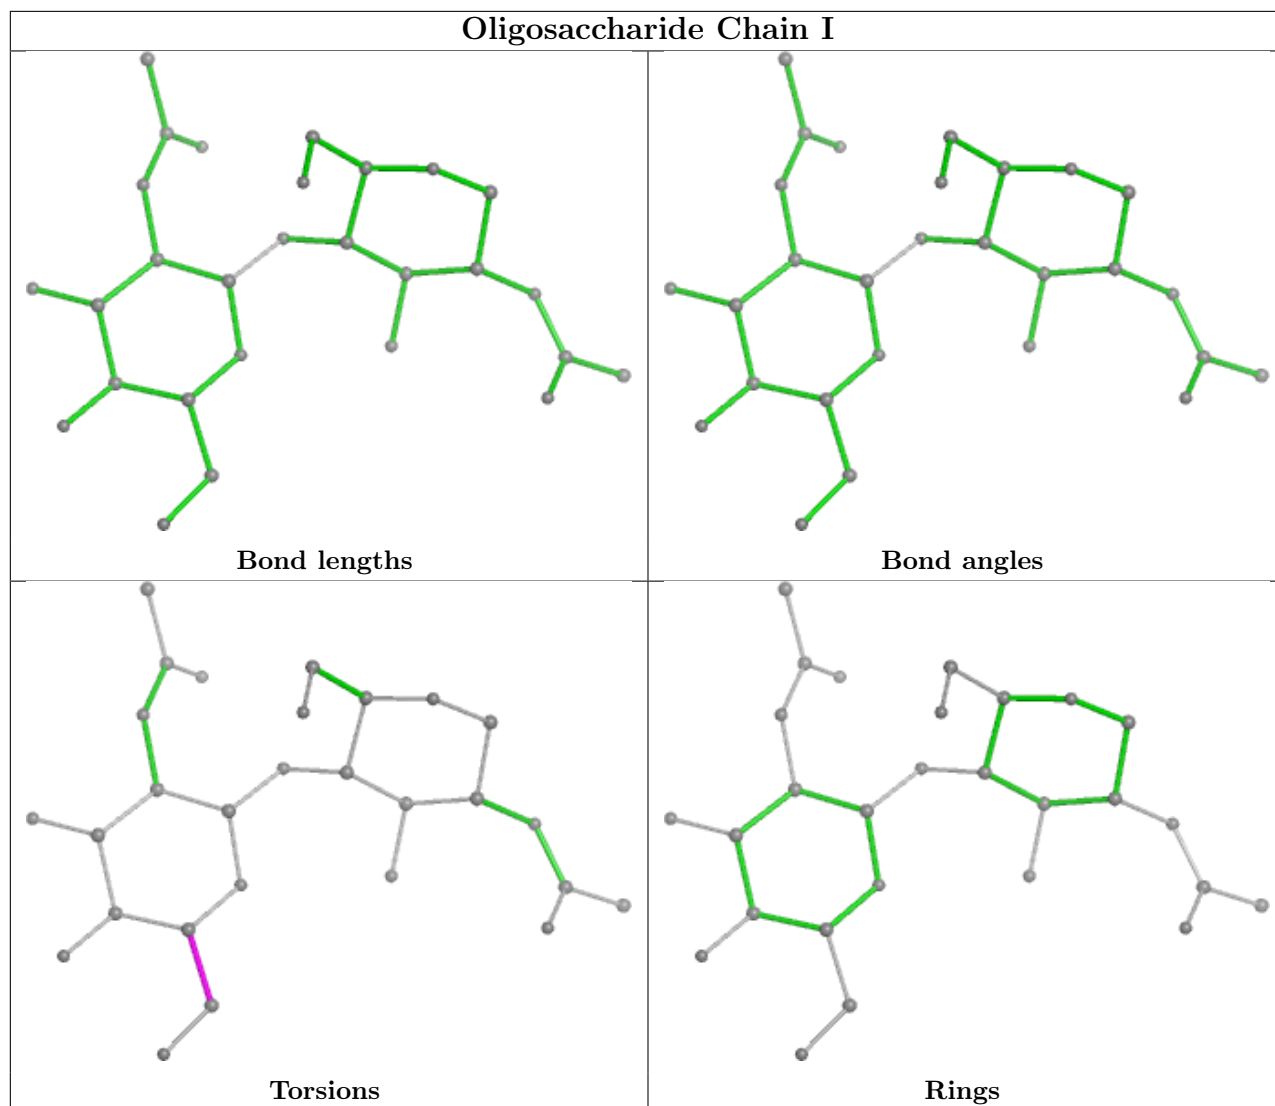 Oligosaccharide Chain I
Bond lengths
Bond angles
Torsions
Rings